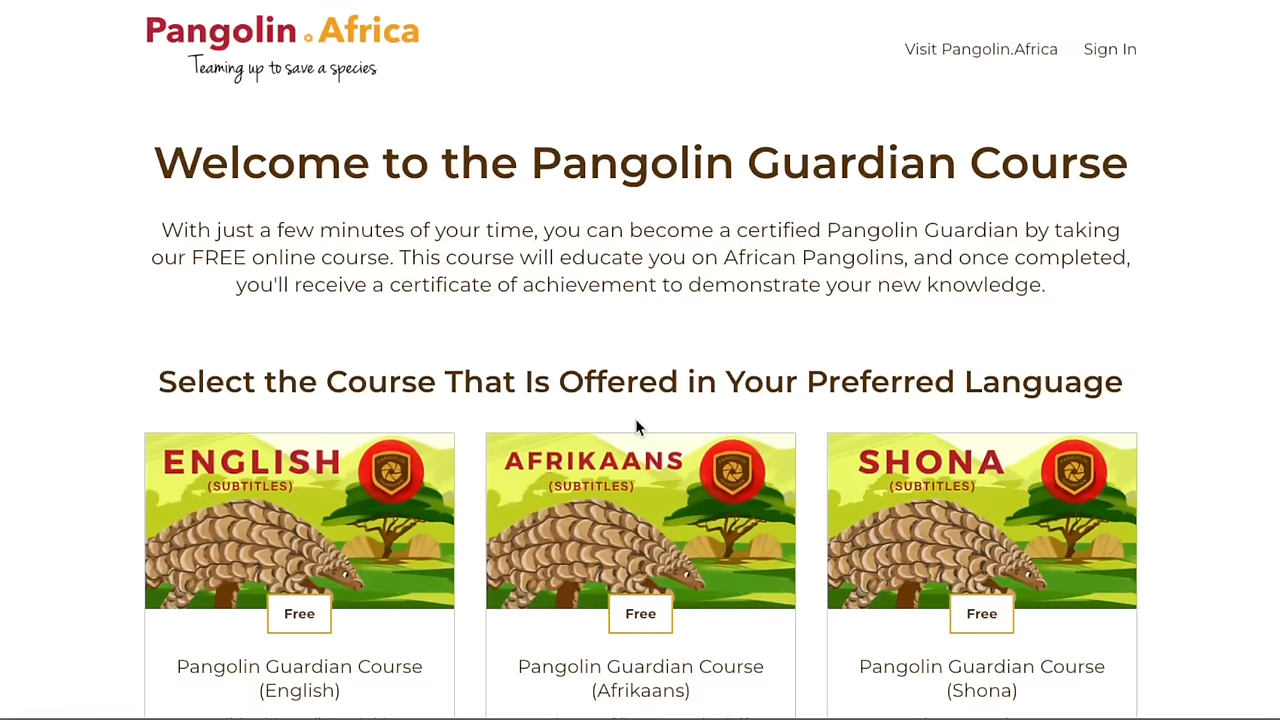 Pangolin Africa
Teaming up to save a species
Visit Pangolin.Africa
Sign In
Welcome to the Pangolin Guardian Course
With just a few minutes of your time, you can become a certified Pangolin Guardian by taking
our FREE online course. This course will educate you on African Pangolins, and once completed,
you'll receive a certificate of achievement to demonstrate your new knowledge.
Select the Course That Is Offered in Your Preferred Language
ENGLISH
(SUBTITLES)
Free
Pangolin Guardian Course
(English)
AFRIKAANS
(SUBTITLES)
Free
Pangolin Guardian Course
(Afrikaans)
SHONA
(SUBTITLES)
Free
Pangolin Guardian Course
(Shona)